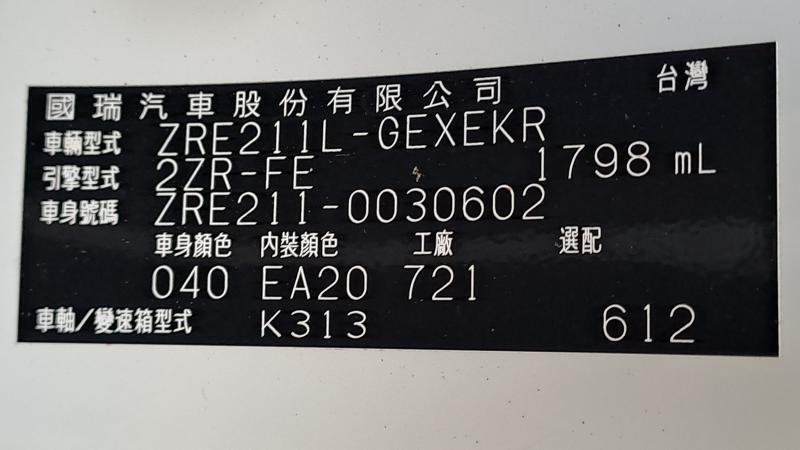 國瑞汽車股份有限公司 台灣
車輛型式 ZRE211L-GEXEKR
引擎型式 2ZR-FE 1798 mL
車身號碼 ZRE211-0030602
車身顏色 內裝顏色 工廠 選配
040 EA20 721
車軸/變速箱型式 K313 612